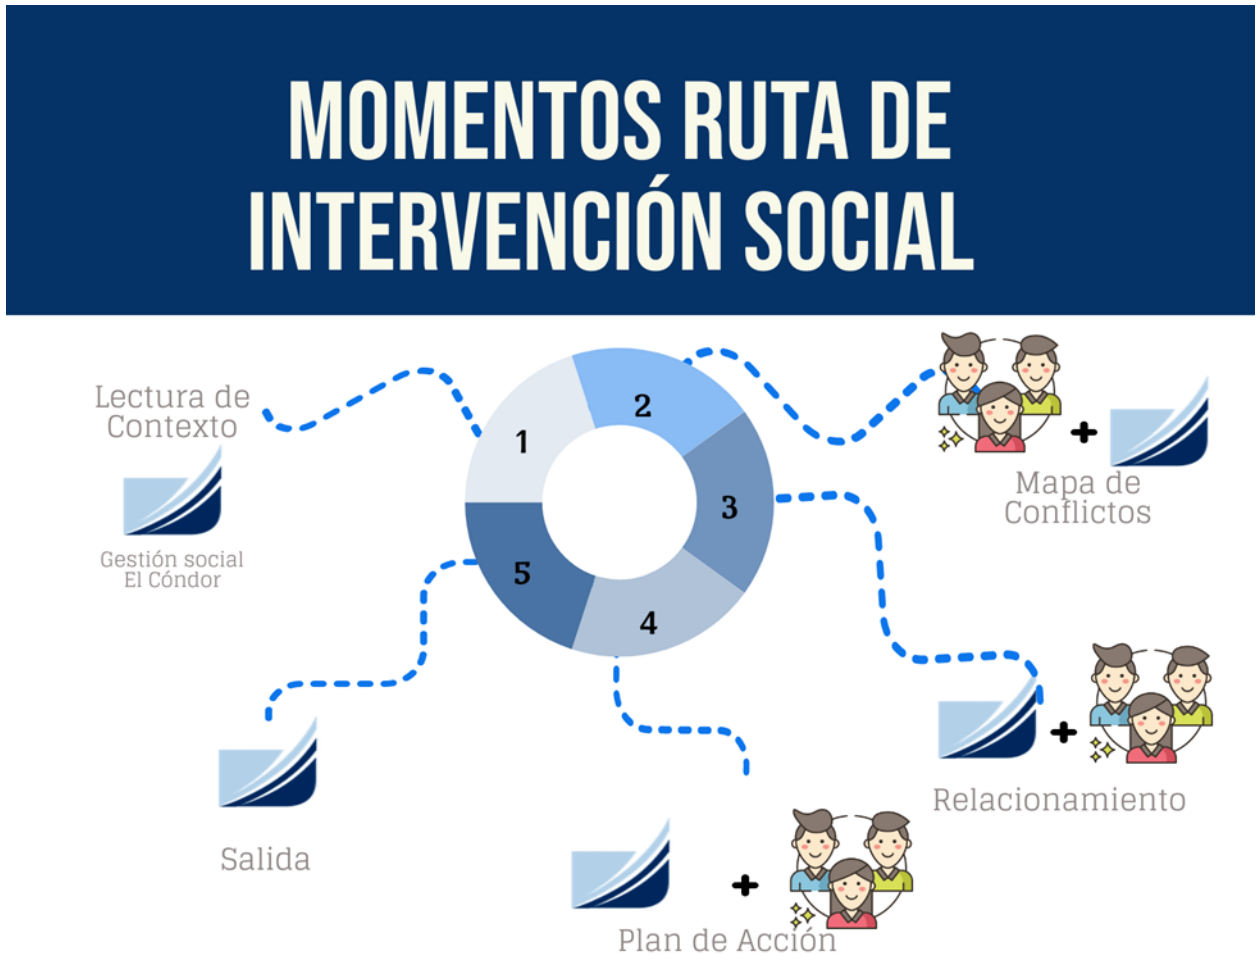 MOMENTOS RUTA DE
INTERVENCIÓN SOCIAL
Lectura de
Contexto
Gestión social
El Cóndor
1
2
3
4
5
+
Mapa de
Conflictos
+
Relacionamiento
+
Plan de Acción
Salida